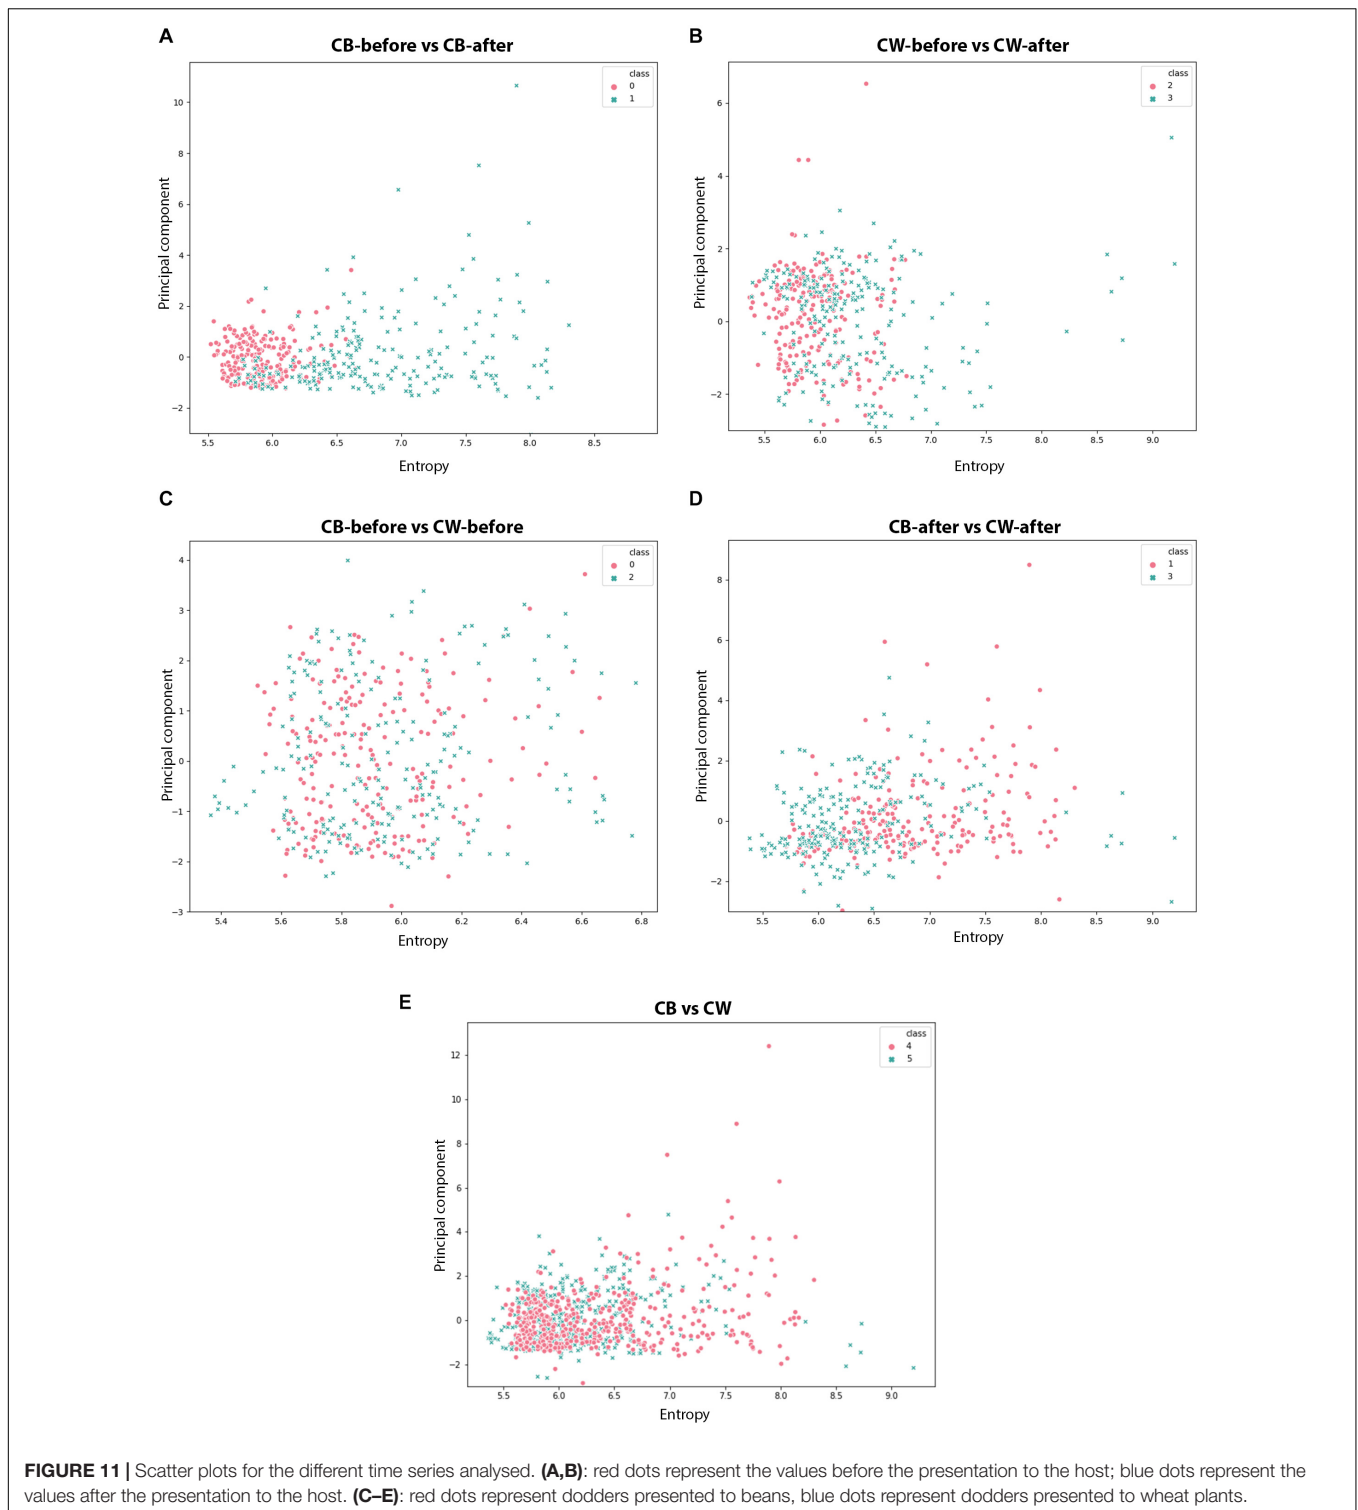 A
CB-before vs CB-after
class
0
1
10
8
6
4
2
0
−2
Principal component
5.5 6.0 6.5 7.0 7.5 8.0 8.5
Entropy
B
CW-before vs CW-after
class
2
3
6
4
2
0
−2
Principal component
5.5 6.0 6.5 7.0 7.5 8.0 8.5 9.0
Entropy
C
CB-before vs CW-before
class
0
2
4
3
2
1
0
−1
−2
−3
Principal component
5.4 5.6 5.8 6.0 6.2 6.4 6.6 6.8
Entropy
D
CB-after vs CW-after
class
1
3
8
6
4
2
0
−2
Principal component
5.5 6.0 6.5 7.0 7.5 8.0 8.5 9.0
Entropy
E
CB vs CW
class
4
5
12
10
8
6
4
2
0
−2
Principal component
5.5 6.0 6.5 7.0 7.5 8.0 8.5 9.0
Entropy
FIGURE 11 | Scatter plots for the different time series analysed. (A,B): red dots represent the values before the presentation to the host; blue dots represent the
values after the presentation to the host. (C–E): red dots represent dodders presented to beans, blue dots represent dodders presented to wheat plants.